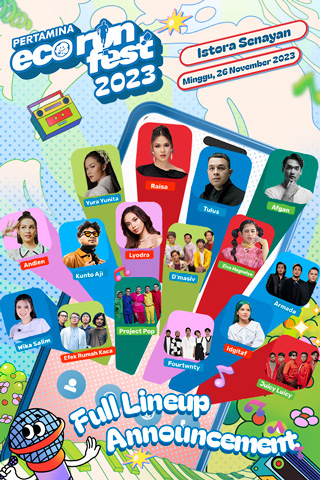 PERTAMINA
eco run
fest
2023
Istora Senayan
Minggu, 26 November 2023
Raisa
Tulus
Afgan
Yura Yunita
Andien
Kunto Aji
Lyodra
D'masiv
Tiara Andini
Armada
Wika Salim
Efek Rumah Kaca
Project Pop
Fourtwnty
Idgitaf
Juicy Luicy
Full Lineup
Announcement